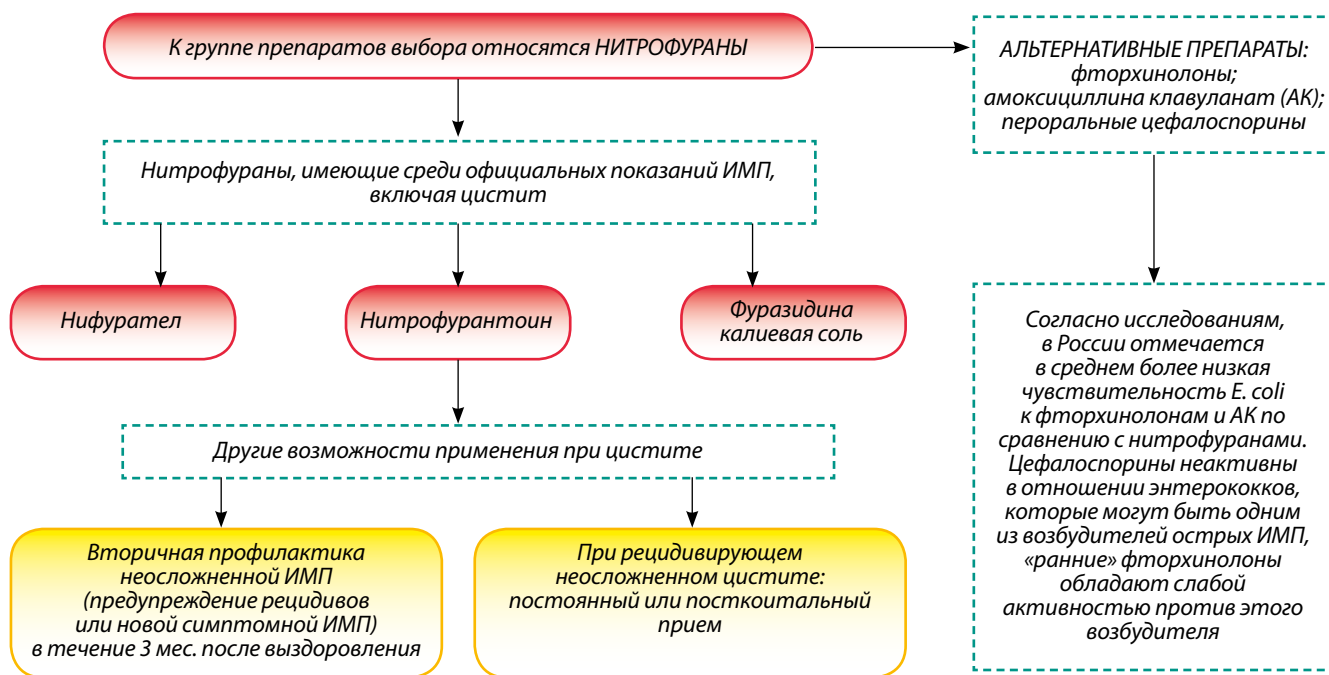 К группе препаратов выбора относятся НИТРОФУРАНЫ
АЛЬТЕРНАТИВНЫЕ ПРЕПАРАТЫ:
фторхинолоны;
амоксициллина клавуланат (АК);
пероральные цефалоспорины
Нитрофураны, имеющие среди официальных показаний ИМП,
включая цистит
Нифурател
Нитрофурантоин
Фуразидина
калиевая соль
Согласно исследованиям,
в России отмечается
в среднем более низкая
чувствительность E. coli
к фторхинолонам и АК по
сравнению с нитрофуранами.
Цефалоспорины неактивны
в отношении энтерококков,
которые могут быть одним
из возбудителей острых ИМП,
«ранние» фторхинолоны
обладают слабой
активностью против этого
возбудителя
Другие возможности применения при цистите
Вторичная профилактика
неосложненной ИМП
(предупреждение рецидивов
или новой симптомной ИМП)
в течение 3 мес. после выздоровления
При рецидивирующем
неосложненном цистите:
постоянный или посткоитальный
прием